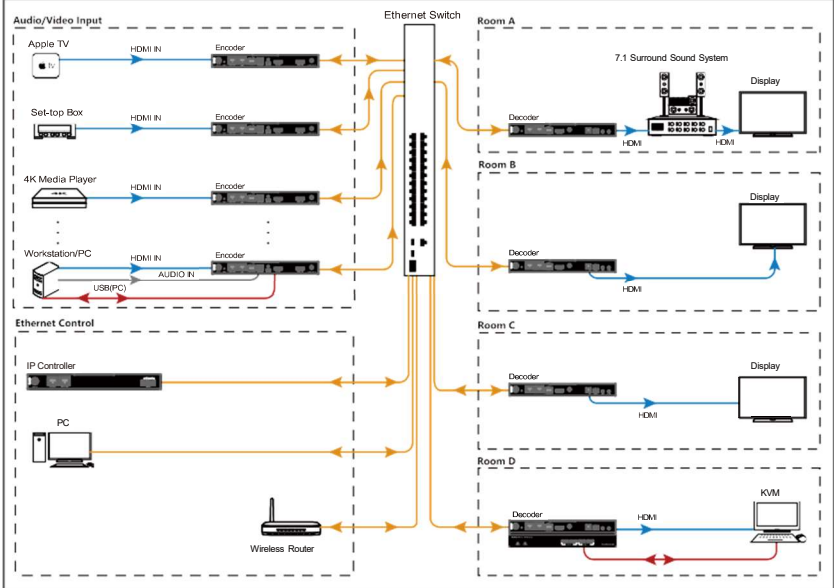 Ethernet Switch
Audio/Video Input
Apple TV
HDMI IN
Encoder
tv
Set-top Box
HDMI IN
Encoder
4K Media Player
HDMI IN
Encoder
Workstation/PC
HDMI IN
Encoder
AUDIO IN
USB(PC)
Ethernet Control
IP Controller
PC
Wireless Router
Room A
7.1 Surround Sound System
Display
Decoder
HDMI
HDMI
Room B
Display
Decoder
HDMI
Room C
Display
Decoder
HDMI
Room D
KVM
Decoder
HDMI